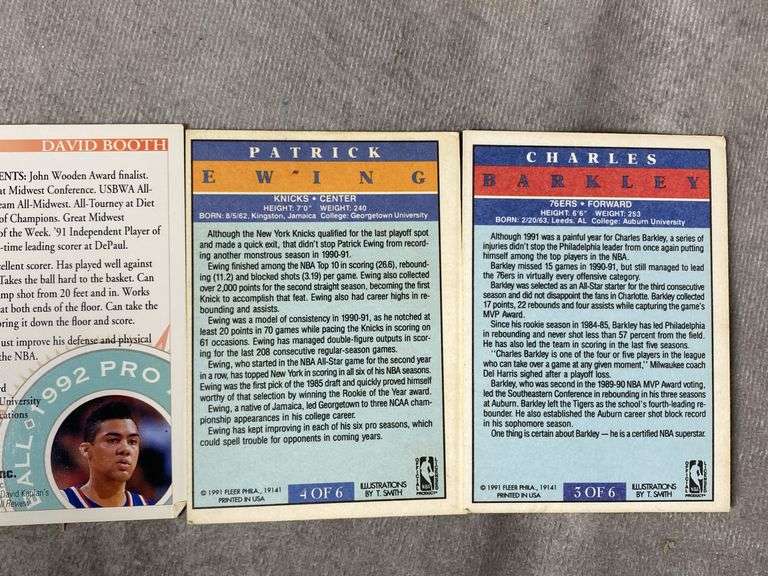 DAVID BOOTH
ENTS: John Wooden Award finalist.
at Midwest Conference. USBWA All-
eam All-Midwest. All-Tourney at Diet
of Champions. Great Midwest
of the Week. '91 Independent Player of
-time leading scorer at DePaul.
cellent scorer. Has played well against
Takes the ball hard to the basket. Can
mp shot from 20 feet and in. Works
at both ends of the floor. Can take the
oring it down the floor and score.
ust improve his defense and physical
the NBA.
ALL • 1992 PRO
University
cations
nc.
David Kaplan's
ll Review
PATRICK
EWING
KNICKS • CENTER
HEIGHT: 7'0" WEIGHT: 240
BORN: 8/5/62, Kingston, Jamaica College: Georgetown University
Although the New York Knicks qualified for the last playoff spot
and made a quick exit, that didn't stop Patrick Ewing from record-
ing another monstrous season in 1990-91.
Ewing finished among the NBA Top 10 in scoring (26.6), rebound-
ing (11.2) and blocked shots (3.19) per game. Ewing also collected
over 2,000 points for the second straight season, becoming the first
Knick to accomplish that feat. Ewing also had career highs in re-
bounding and assists.
Ewing was a model of consistency in 1990-91, as he notched at
least 20 points in 70 games while pacing the Knicks in scoring on
61 occasions. Ewing has managed double-figure outputs in scor-
ing for the last 208 consecutive regular-season games.
Ewing, who started in the NBA All-Star game for the second year
in a row, has topped New York in scoring in all six of his NBA seasons.
Ewing was the first pick of the 1985 draft and quickly proved himself
worthy of that selection by winning the Rookie of the Year award.
Ewing, a native of Jamaica, led Georgetown to three NCAA cham-
pionship appearances in his college career.
Ewing has kept improving in each of his six pro seasons, which
could spell trouble for opponents in coming years.
© 1991 FLEER PHILA., 19141
PRINTED IN USA
4 OF 6
ILLUSTRATIONS
BY T. SMITH
OFFICIAL LICENSED
NBA
PRODUCT
CHARLES
BARKLEY
76ERS • FORWARD
HEIGHT: 6'6" WEIGHT: 253
BORN: 2/20/63, Leeds, AL College: Auburn University
Although 1991 was a painful year for Charles Barkley, a series of
injuries didn't stop the Philadelphia leader from once again putting
himself among the top players in the NBA.
Barkley missed 15 games in 1990-91, but still managed to lead
the 76ers in virtually every offensive category.
Barkley was selected as an All-Star starter for the third consecutive
season and did not disappoint the fans in Charlotte. Barkley collected
17 points, 22 rebounds and four assists while capturing the game's
MVP Award.
Since his rookie season in 1984-85, Barkley has led Philadelphia
in rebounding and never shot less than 57 percent from the field.
He has also led the team in scoring in the last five seasons.
"Charles Barkley is one of the four or five players in the league
who can take over a game at any given moment," Milwaukee coach
Del Harris sighed after a playoff loss.
Barkley, who was second in the 1989-90 NBA MVP Award voting,
led the Southeastern Conference in rebounding in his three seasons
at Auburn. Barkley left the Tigers as the school's fourth-leading re-
bounder. He also established the Auburn career shot block record
in his sophomore season.
One thing is certain about Barkley — he is a certified NBA superstar.
© 1991 FLEER PHILA., 19141
PRINTED IN USA
3 OF 6
ILLUSTRATIONS
BY T. SMITH
OFFICIAL LICENSED
NBA
PRODUCT